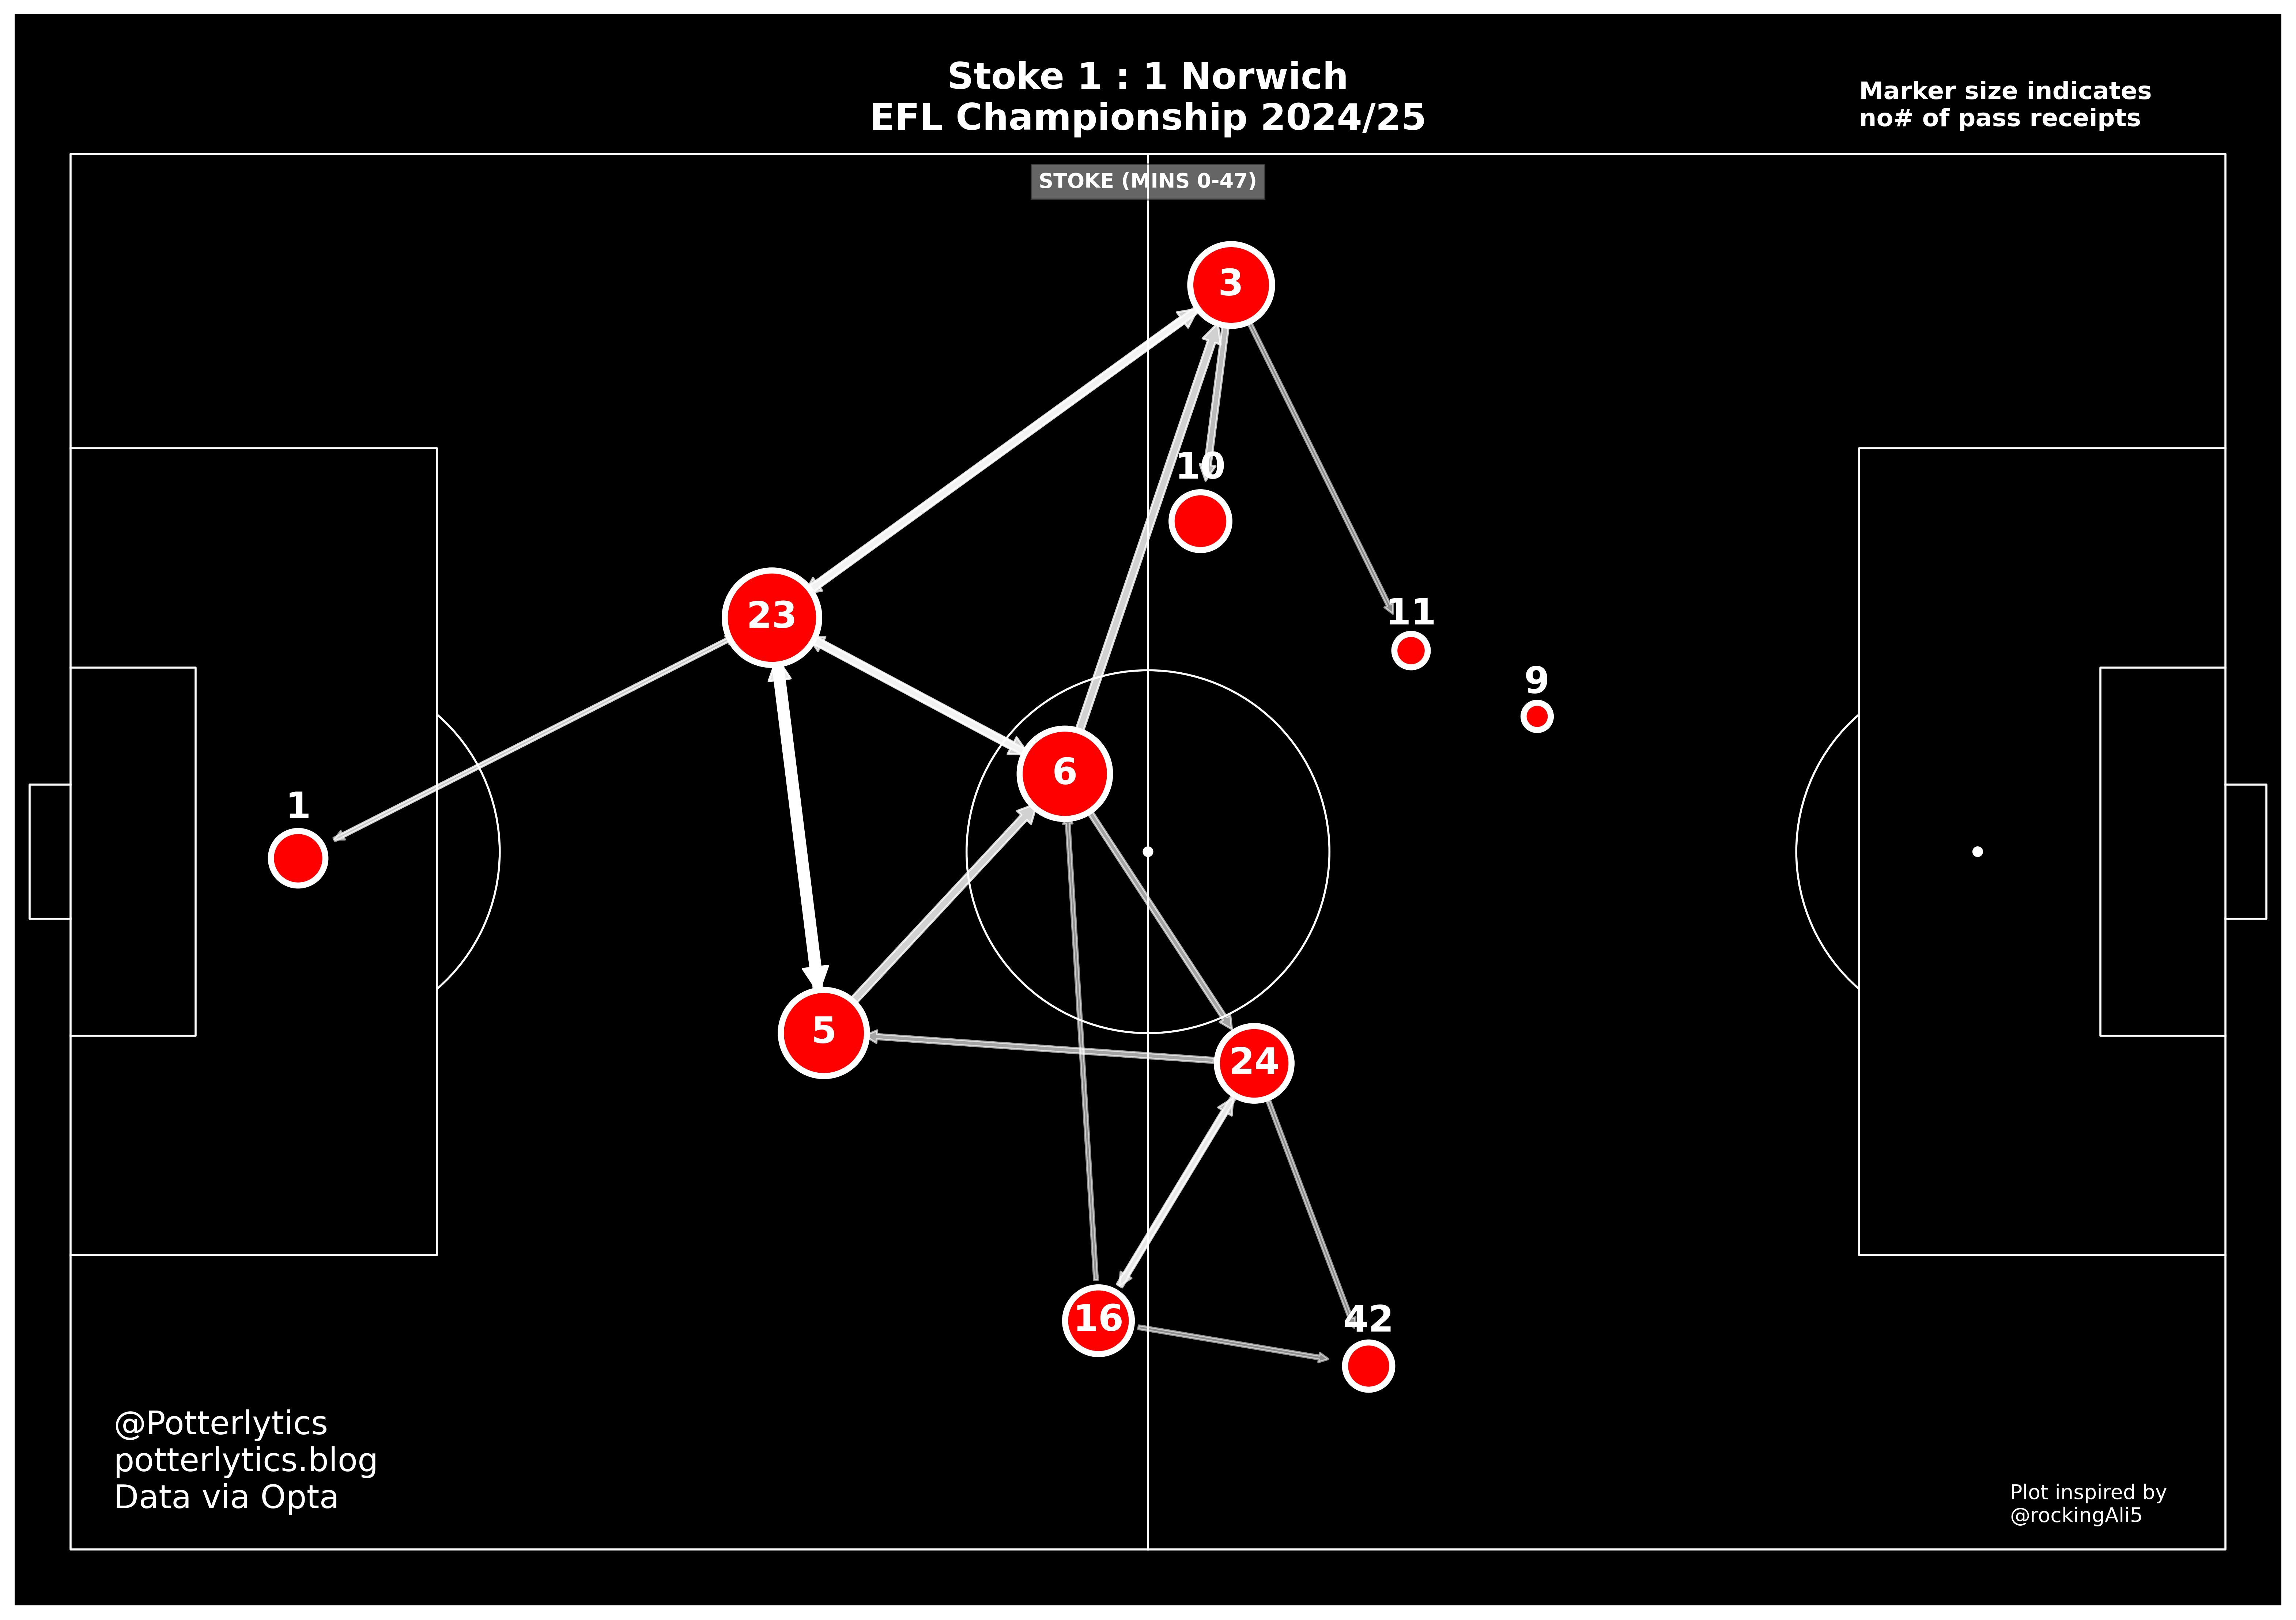 Stoke 1 : 1 Norwich
EFL Championship 2024/25
Marker size indicates
no# of pass receipts
STOKE (MINS 0-47)
3
10
11
23
9
6
1
5
24
16
42
@Potterlytics
potterlytics.blog
Data via Opta
Plot inspired by
@rockingAli5